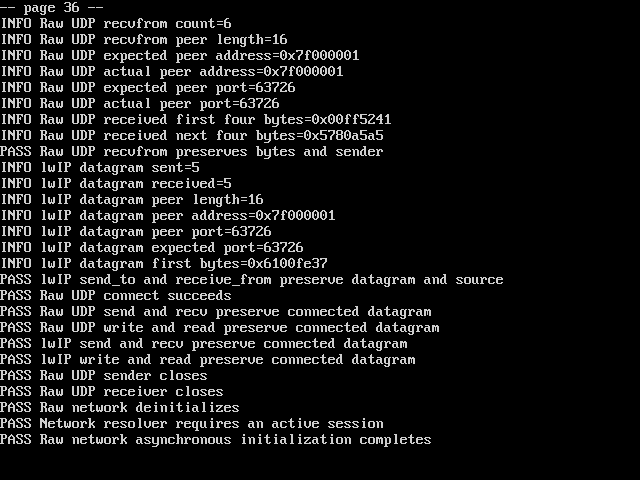 -- page 36 --
INFO Raw UDP recvfrom count=6
INFO Raw UDP recvfrom peer length=16
INFO Raw UDP expected peer address=0x7f000001
INFO Raw UDP actual peer address=0x7f000001
INFO Raw UDP expected peer port=63726
INFO Raw UDP actual peer port=63726
INFO Raw UDP received first four bytes=0x00ff5241
INFO Raw UDP received next four bytes=0x5780a5a5
PASS Raw UDP recvfrom preserves bytes and sender
INFO lwIP datagram sent=5
INFO lwIP datagram received=5
INFO lwIP datagram peer length=16
INFO lwIP datagram peer address=0x7f000001
INFO lwIP datagram peer port=63726
INFO lwIP datagram expected port=63726
INFO lwIP datagram first bytes=0x6100fe37
PASS lwIP send_to and receive_from preserve datagram and source
PASS Raw UDP connect succeeds
PASS Raw UDP send and recv preserve connected datagram
PASS Raw UDP write and read preserve connected datagram
PASS lwIP send and recv preserve connected datagram
PASS lwIP write and read preserve connected datagram
PASS Raw UDP sender closes
PASS Raw UDP receiver closes
PASS Raw network deinitializes
PASS Network resolver requires an active session
PASS Raw network asynchronous initialization completes